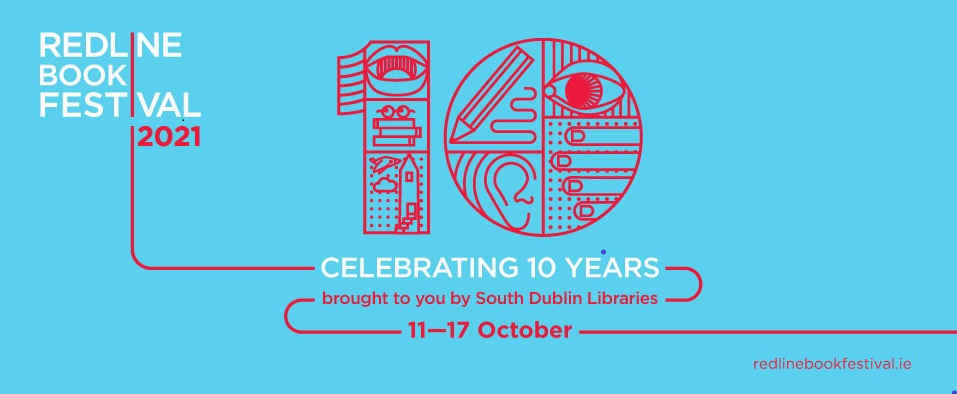 REDLINE
BOOK
FESTIVAL
2021
10
CELEBRATING 10 YEARS
brought to you by South Dublin Libraries
11—17 October
redlinebookfestival.ie